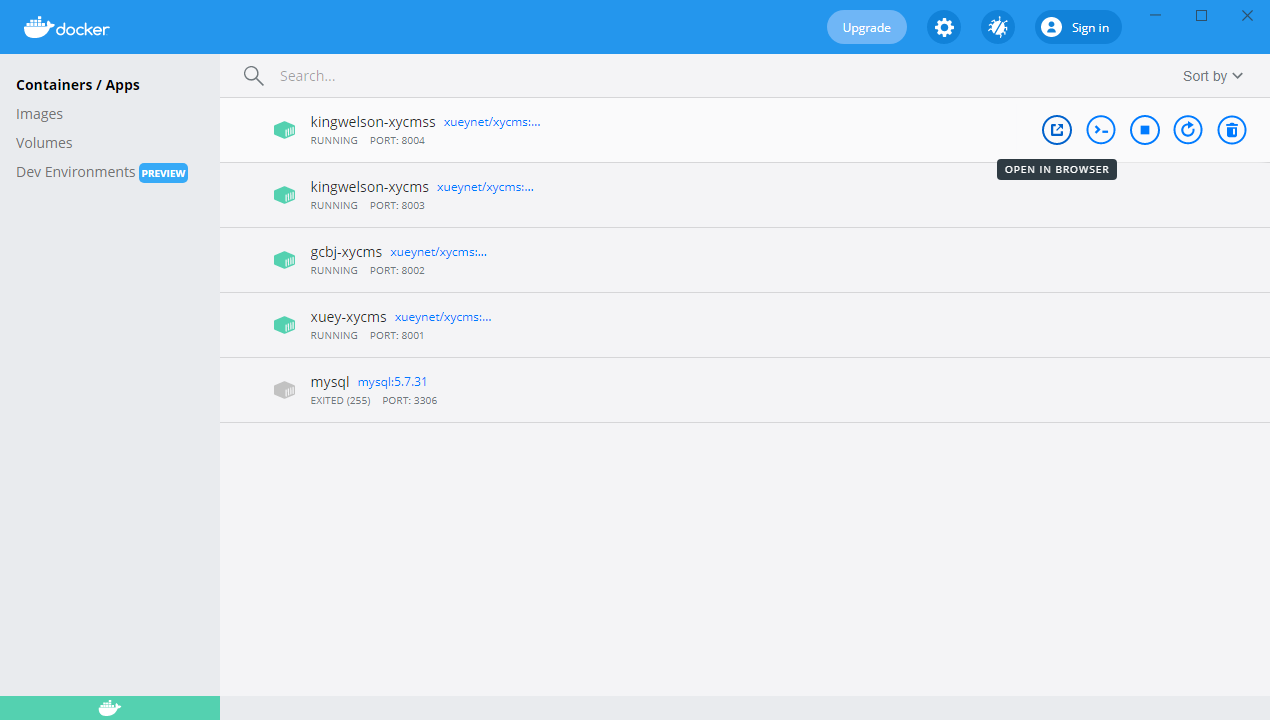 docker
Upgrade
Sign in
Containers / Apps
Images
Volumes
Dev Environments PREVIEW
Search...
Sort by
kingwelson-xycmss xueynet/xycms:...
RUNNING PORT: 8004
OPEN IN BROWSER
kingwelson-xycms xueynet/xycms:...
RUNNING PORT: 8003
gcbj-xycms xueynet/xycms:...
RUNNING PORT: 8002
xuey-xycms xueynet/xycms:...
RUNNING PORT: 8001
mysql mysql:5.7.31
EXITED (255) PORT: 3306